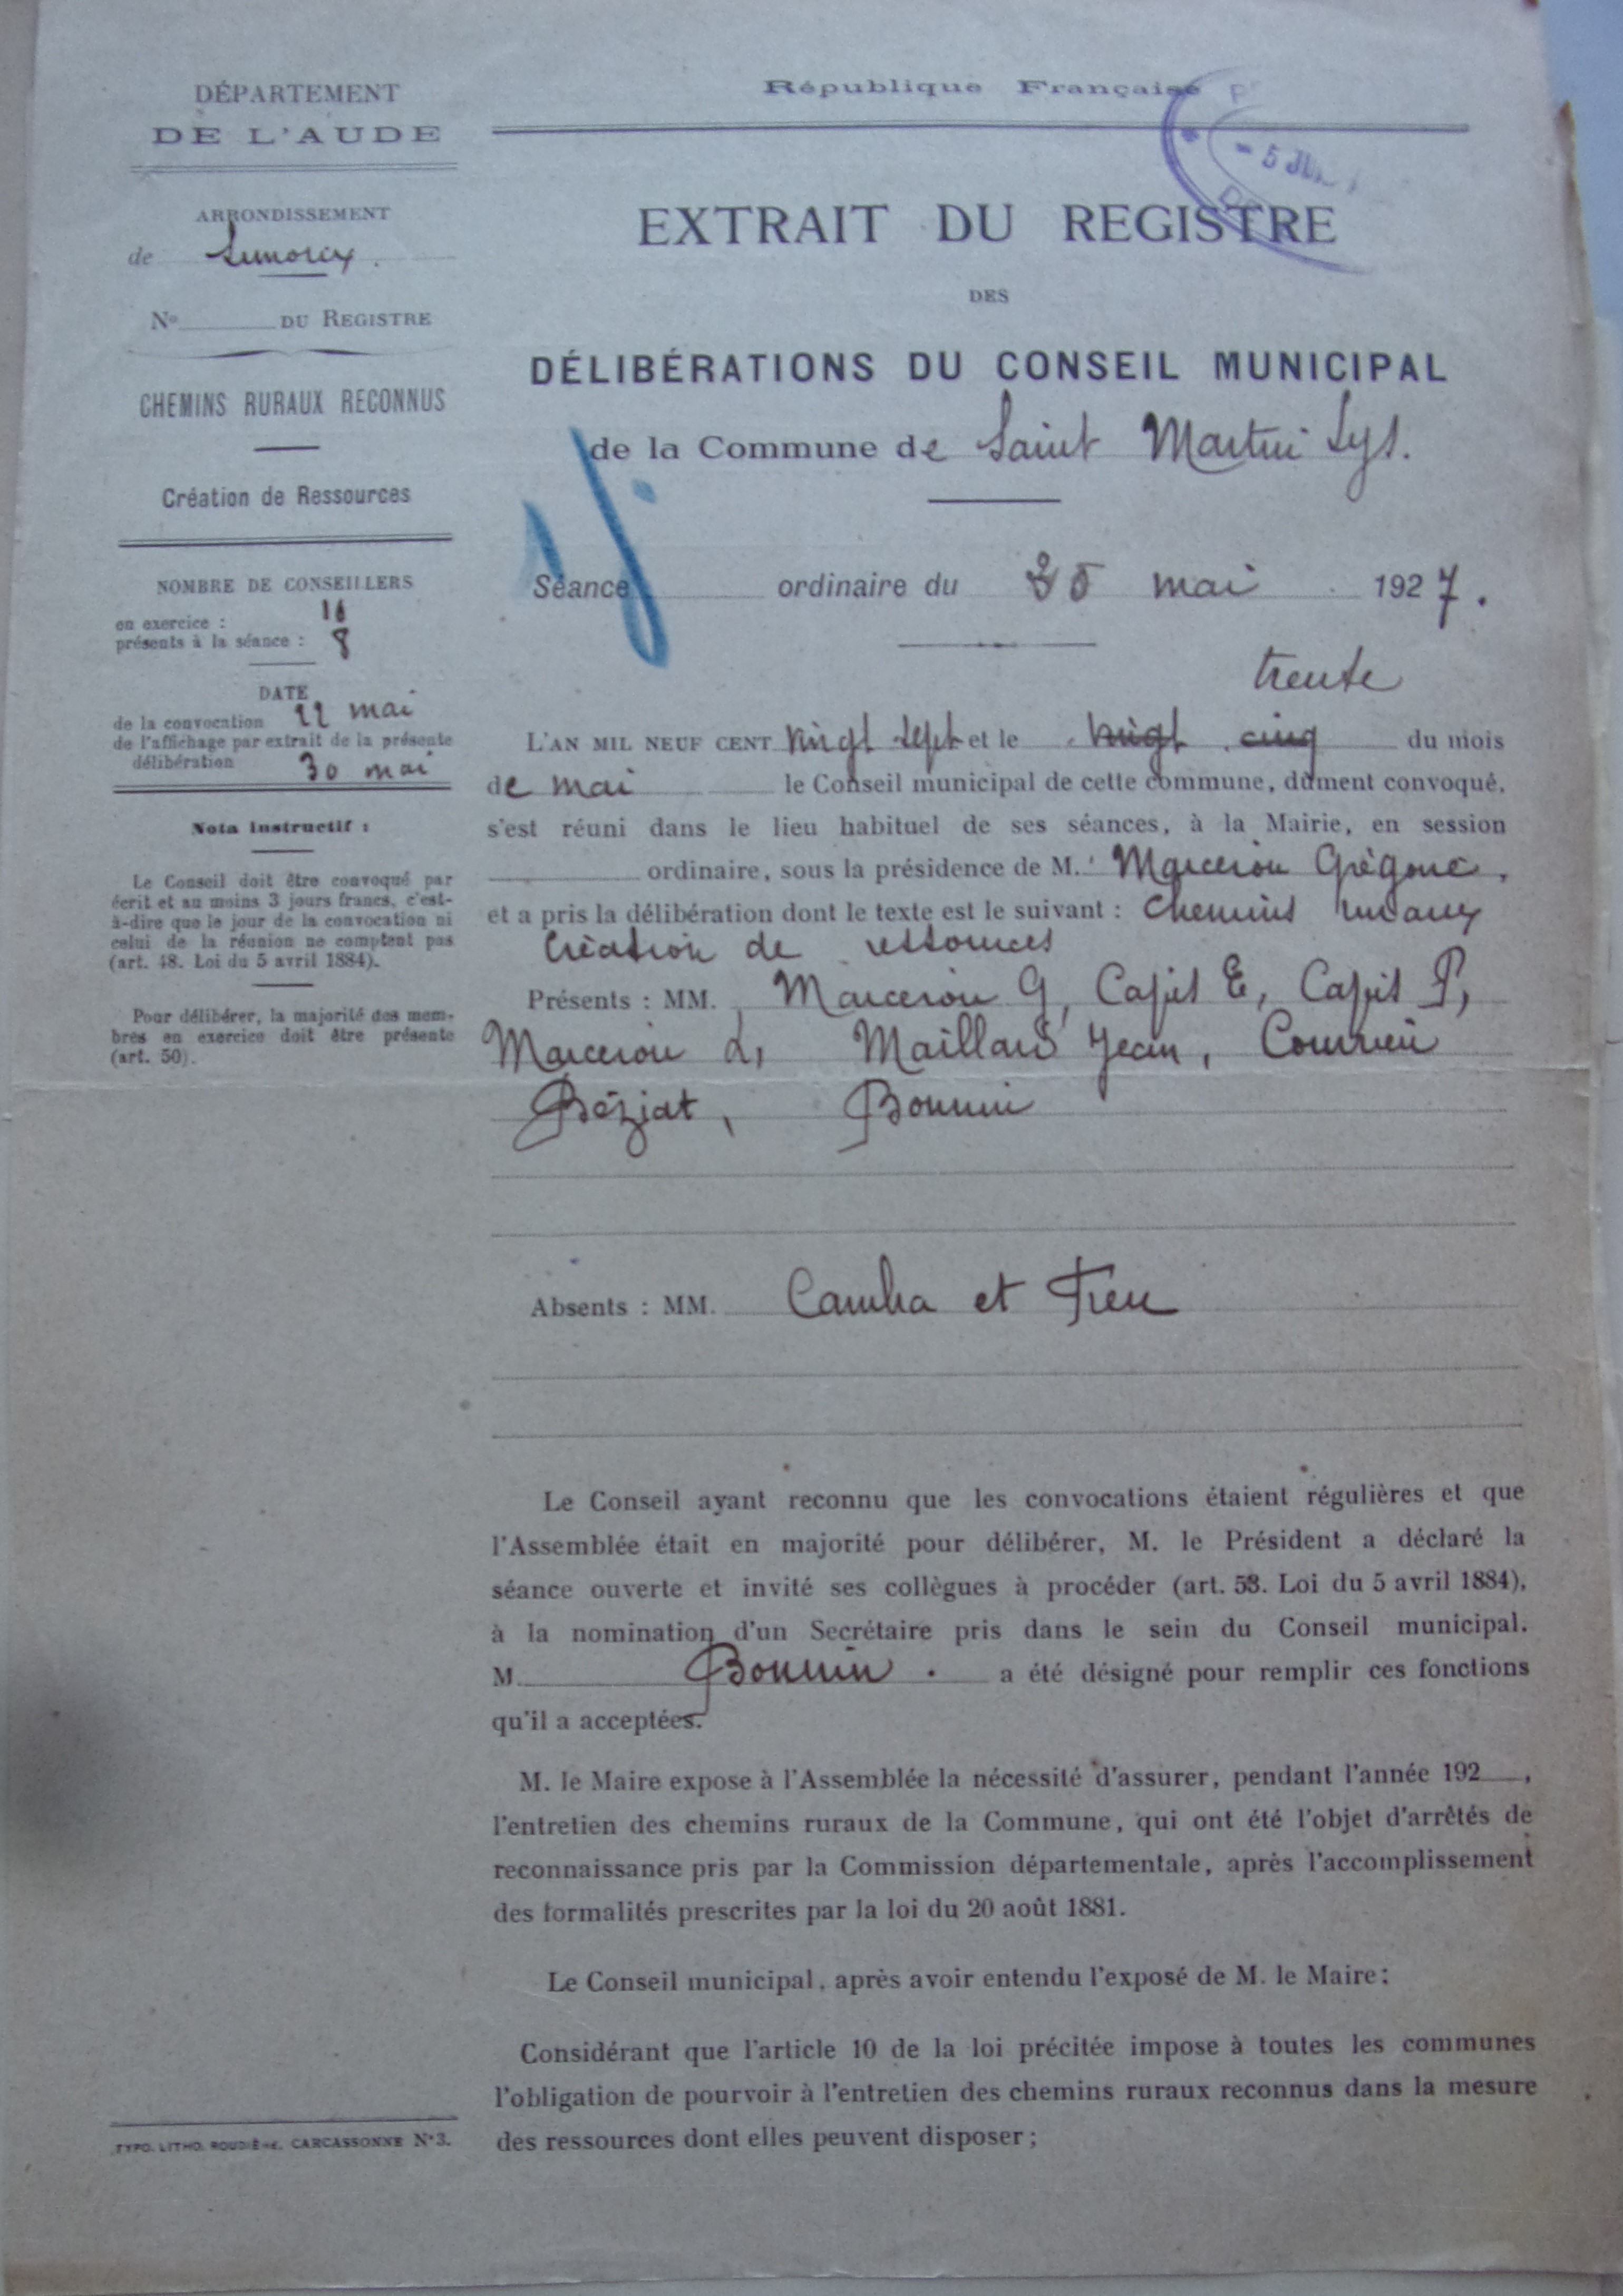 DÉPARTEMENT
DE L'AUDE
ARRONDISSEMENT
de Limoux.
No DU REGISTRE
CHEMINS RURAUX RECONNUS
Création de Ressources
NOMBRE DE CONSEILLERS
en exercice : 10
présents à la séance : 8
DATE
de la convocation 22 mai
de l'affichage par extrait de la présente
délibération 30 mai
Nota instructif :
Le Conseil doit être convoqué par
écrit et au moins 3 jours francs, c'est-
à-dire que le jour de la convocation ni
celui de la réunion ne comptent pas
(art. 48. Loi du 5 avril 1884).
Pour délibérer, la majorité des mem-
bres en exercice doit être présente
(art. 50).
TYPO. LITHO. ROUDIÈRE, CARCASSONNE N°3.
République Française
- 5 JUI
EXTRAIT DU REGISTRE
DES
DÉLIBÉRATIONS DU CONSEIL MUNICIPAL
de la Commune de Saint Martin Lys.
Séance ordinaire du 30 mai 1927.
trente
L'AN MIL NEUF CENT vingt sept et le vingt cinq du mois
de mai le Conseil municipal de cette commune, dûment convoqué,
s'est réuni dans le lieu habituel de ses séances, à la Mairie, en session
ordinaire, sous la présidence de M. Marcerou Grégoire,
et a pris la délibération dont le texte est le suivant : Chemins ruraux
Création de ressources
Présents : MM. Marcerou G, Capis E, Capis P,
Marcerou L, Maillard Jean,
Béziat, Bonnin
Absents : MM. et
Le Conseil ayant reconnu que les convocations étaient régulières et que
l'Assemblée était en majorité pour délibérer, M. le Président a déclaré la
séance ouverte et invité ses collègues à procéder (art. 53. Loi du 5 avril 1884),
à la nomination d'un Secrétaire pris dans le sein du Conseil municipal.
M. Bonnin. a été désigné pour remplir ces fonctions
qu'il a acceptées.
M. le Maire expose à l'Assemblée la nécessité d'assurer, pendant l'année 192 ,
l'entretien des chemins ruraux de la Commune, qui ont été l'objet d'arrêtés de
reconnaissance pris par la Commission départementale, après l'accomplissement
des formalités prescrites par la loi du 20 août 1881.
Le Conseil municipal, après avoir entendu l'exposé de M. le Maire :
Considérant que l'article 10 de la loi précitée impose à toutes les communes
l'obligation de pourvoir à l'entretien des chemins ruraux reconnus dans la mesure
des ressources dont elles peuvent disposer ;